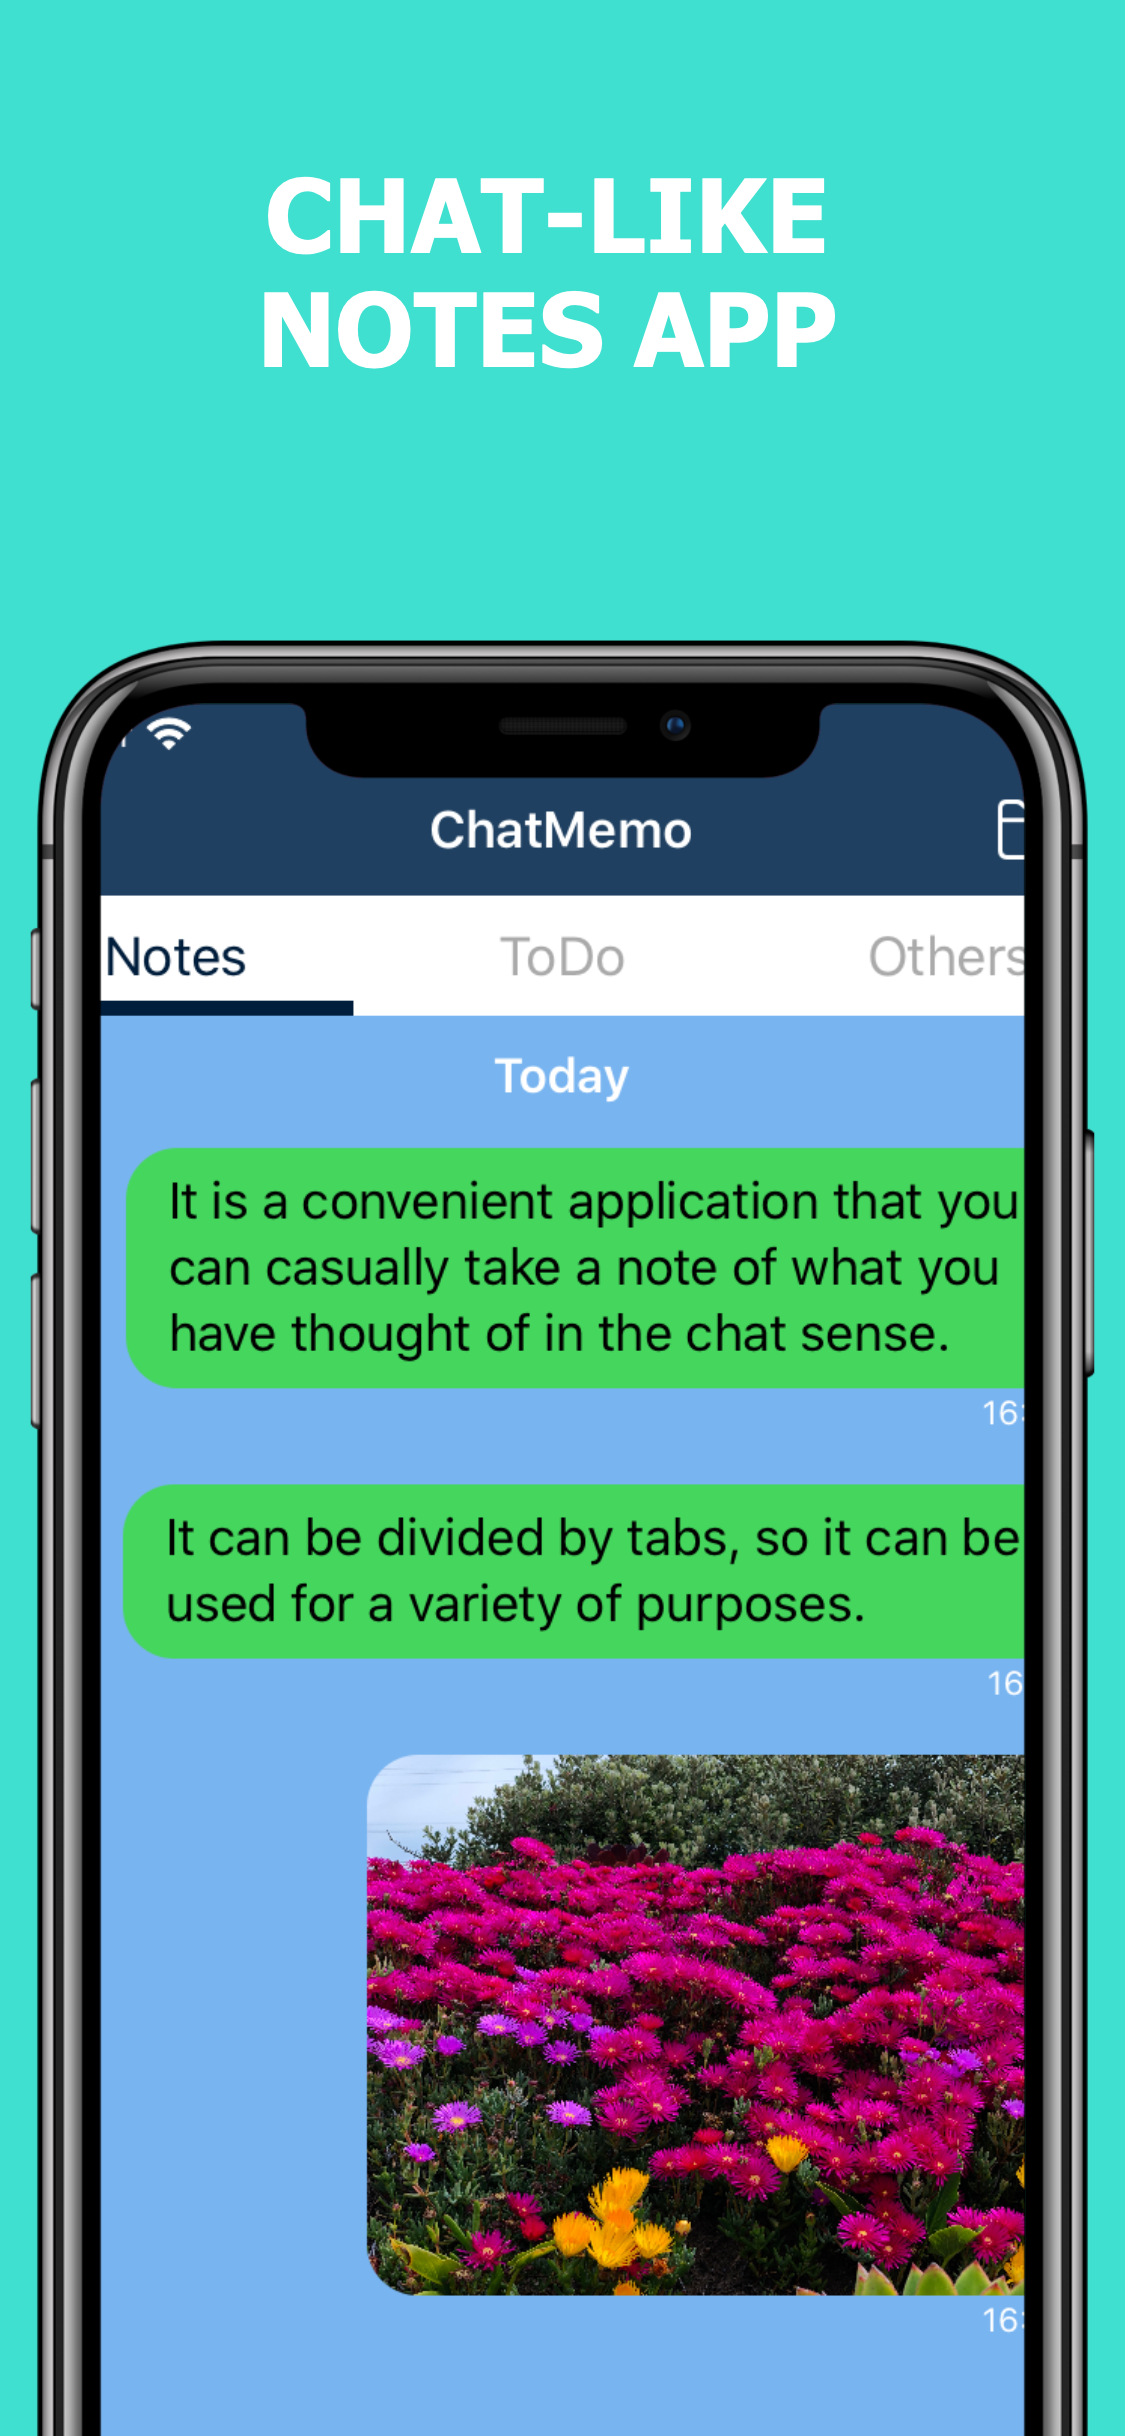 CHAT-LIKE
NOTES APP
ChatMemo
Notes ToDo Others
Today
It is a convenient application that you
can casually take a note of what you
have thought of in the chat sense.
16:
It can be divided by tabs, so it can be
used for a variety of purposes.
16
16: